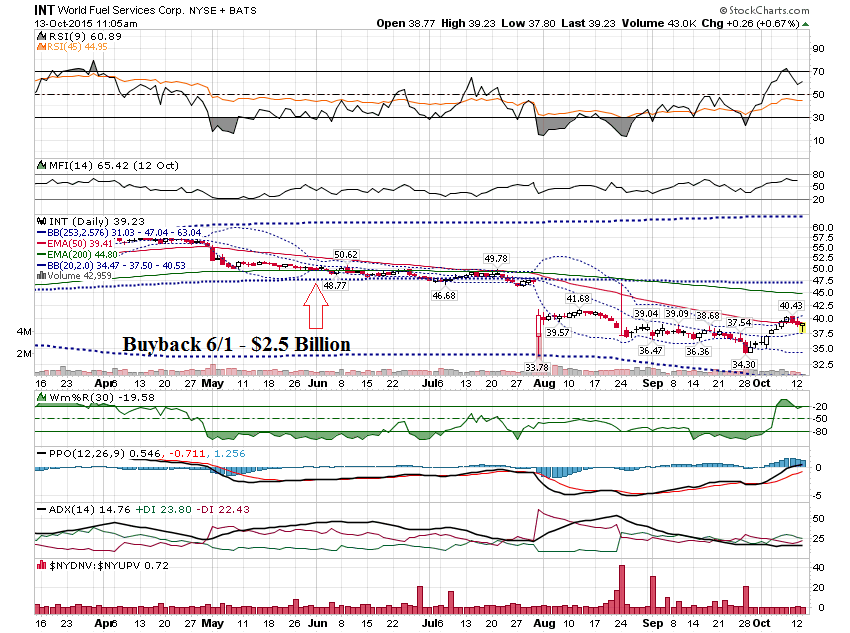 INT World Fuel Services Corp. NYSE + BATS © StockCharts.com
13-Oct-2015 11:05am Open 38.77 High 39.23 Low 37.80 Last 39.23 Volume 43.0K Chg +0.26 (+0.67%)
RSI(9) 60.89
RSI(45) 44.95
90
70
50
30
10
MFI(14) 65.42 (12 Oct)
80
50
20
INT (Daily) 39.23
BB(253,2.576) 31.03 - 47.04 - 63.04
EMA(50) 39.41
EMA(200) 44.80
BB(20,2.0) 34.47 - 37.50 - 40.53
Volume 42,959
60.0
57.5
55.0
52.5
50.0
47.5
45.0
42.5
40.0
37.5
35.0
32.5
4M
2M
50.62
48.77
46.68
49.78
33.78
39.57
41.68
39.04
36.47
39.09
36.36
38.68
37.54
34.30
40.43
Buyback 6/1 - $2.5 Billion
16 23 Apr 6 13 20 27 May 11 18 26 Jun 8 15 22 Jul 6 13 20 27 Aug 10 17 24 Sep 8 14 21 28 Oct 12
Wm%R(30) -19.58
-20
-50
-80
PPO(12,26,9) 0.546, -0.711, 1.256
0
-5
ADX(14) 14.76 +DI 23.80 -DI 22.43
50
25
$NYDNV:$NYUPV 0.72
40
20
0
16 23 Apr 6 13 20 27 May 11 18 26 Jun 8 15 22 Jul 6 13 20 27 Aug 10 17 24 Sep 8 14 21 28 Oct 12